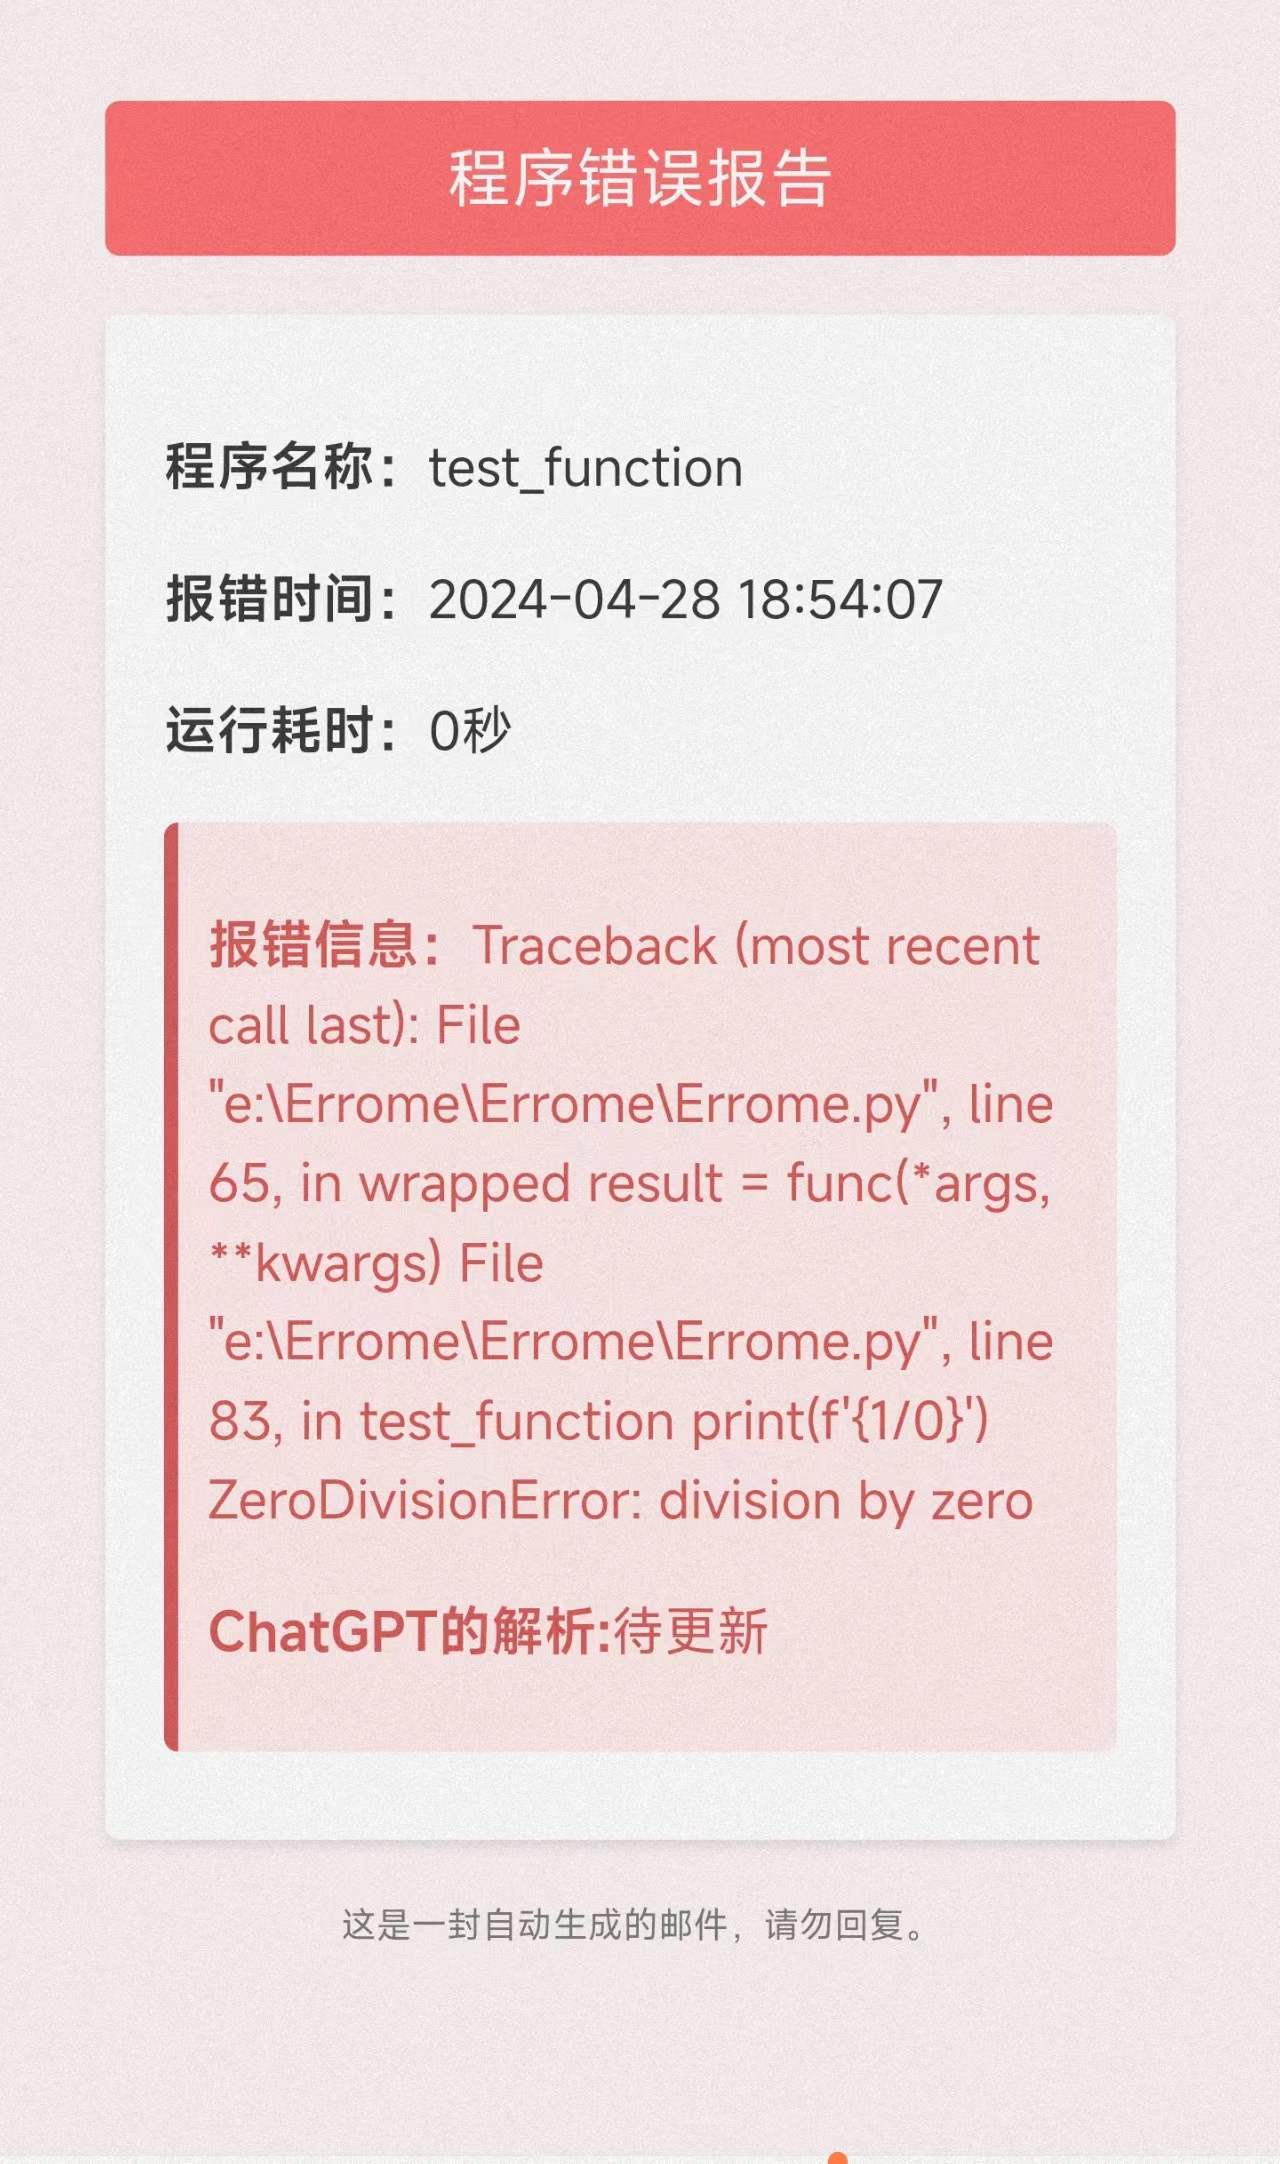 程序错误报告
程序名称：test_function
报错时间：2024-04-28 18:54:07
运行耗时：0秒
报错信息：Traceback (most recent
call last): File
"e:\Errome\Errome\Errome.py", line
65, in wrapped result = func(*args,
**kwargs) File
"e:\Errome\Errome\Errome.py", line
83, in test_function print(f'{1/0}')
ZeroDivisionError: division by zero
ChatGPT的解析:待更新
这是一封自动生成的邮件，请勿回复。